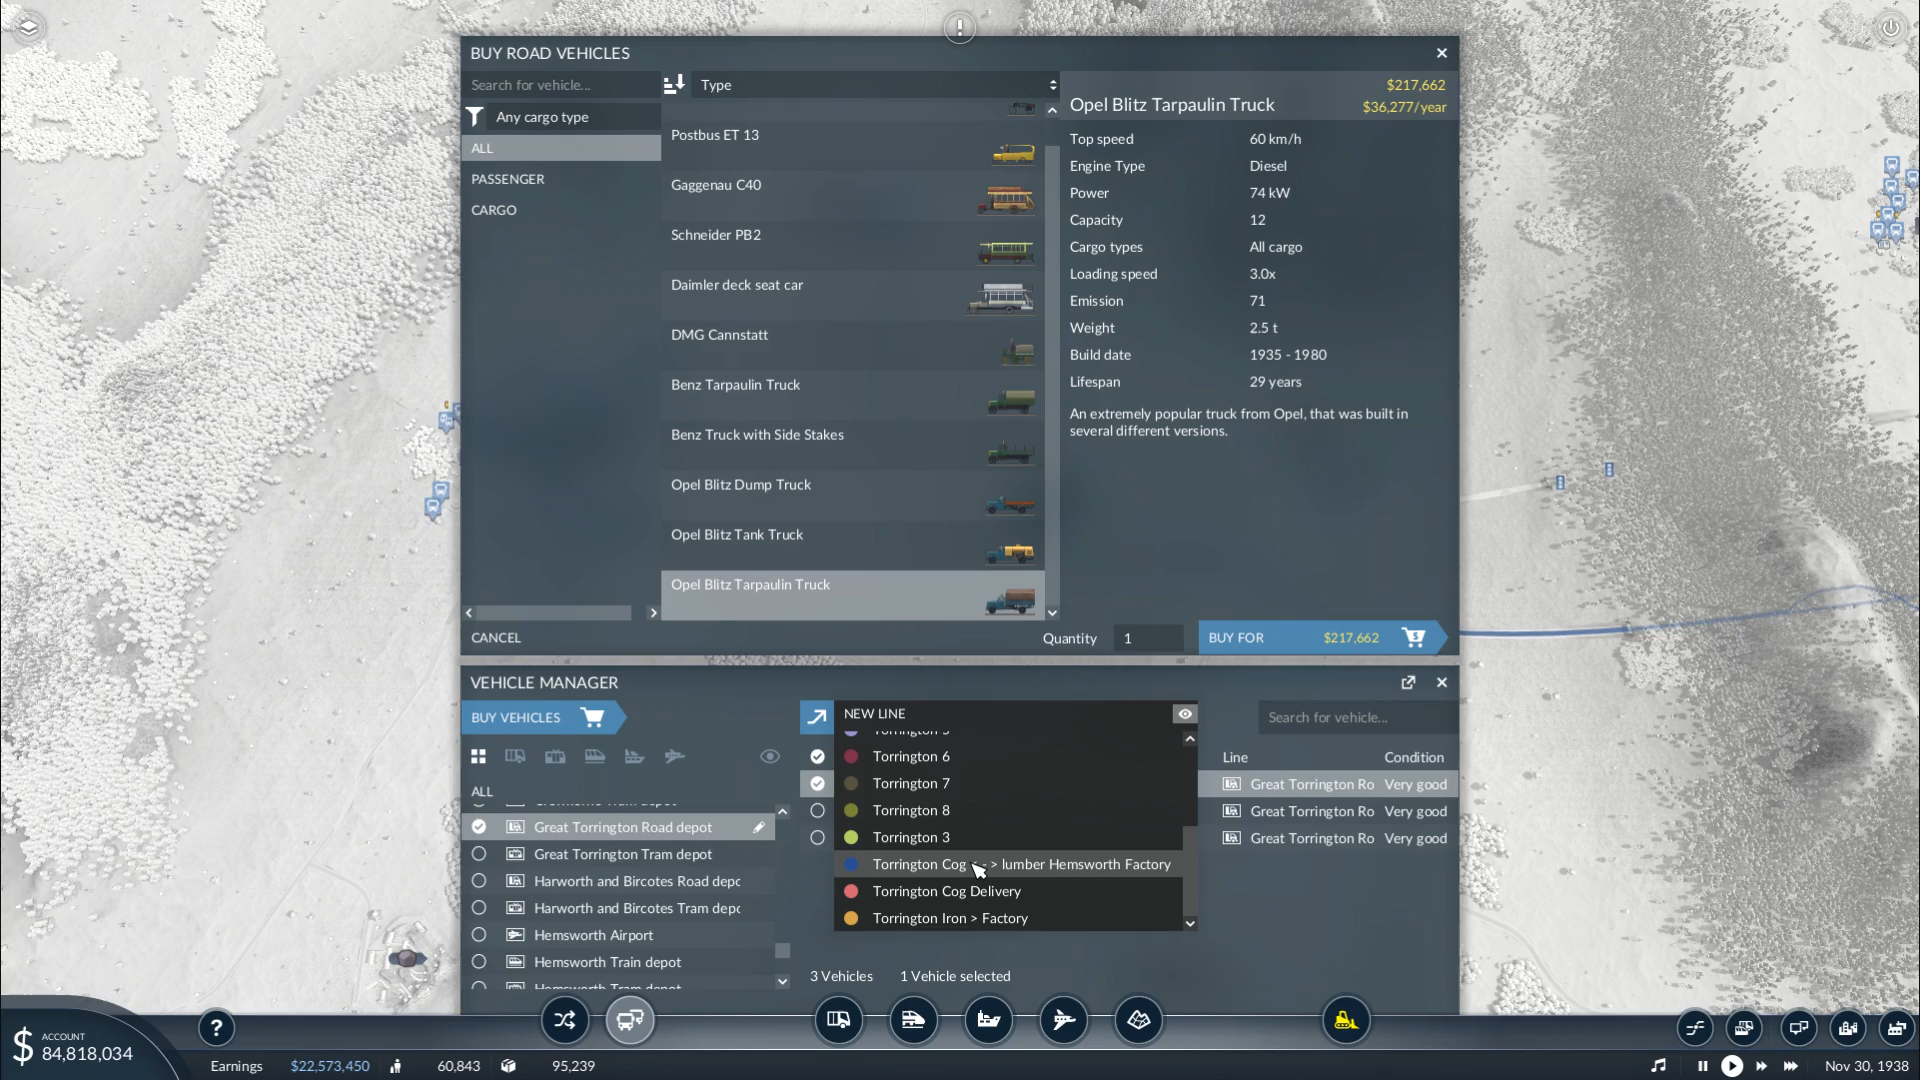 BUY ROAD VEHICLES
Search for vehicle...
Type
Any cargo type
ALL
PASSENGER
CARGO
Postbus ET 13
Gaggenau C40
Schneider PB2
Daimler deck seat car
DMG Cannstatt
Benz Tarpaulin Truck
Benz Truck with Side Stakes
Opel Blitz Dump Truck
Opel Blitz Tank Truck
Opel Blitz Tarpaulin Truck
$217,662
Opel Blitz Tarpaulin Truck
$36,277/year
Top speed 60 km/h
Engine Type Diesel
Power 74 kW
Capacity 12
Cargo types All cargo
Loading speed 3.0x
Emission 71
Weight 2.5 t
Build date 1935 - 1980
Lifespan 29 years
An extremely popular truck from Opel, that was built in
several different versions.
CANCEL
Quantity 1
BUY FOR $217,662
VEHICLE MANAGER
BUY VEHICLES
ALL
Great Torrington Road depot
Great Torrington Tram depot
Harworth and Bircotes Road depc
Harworth and Bircotes Tram depc
Hemsworth Airport
Hemsworth Train depot
Hemsworth Tram depot
NEW LINE
Torrington 6
Torrington 7
Torrington 8
Torrington 3
Torrington Cog > lumber Hemsworth Factory
Torrington Cog Delivery
Torrington Iron > Factory
Search for vehicle...
Line Condition
Great Torrington Ro Very good
Great Torrington Ro Very good
Great Torrington Ro Very good
3 Vehicles 1 Vehicle selected
?
$ ACCOUNT
84,818,034
Earnings $22,573,450 60,843 95,239
Nov 30, 1938